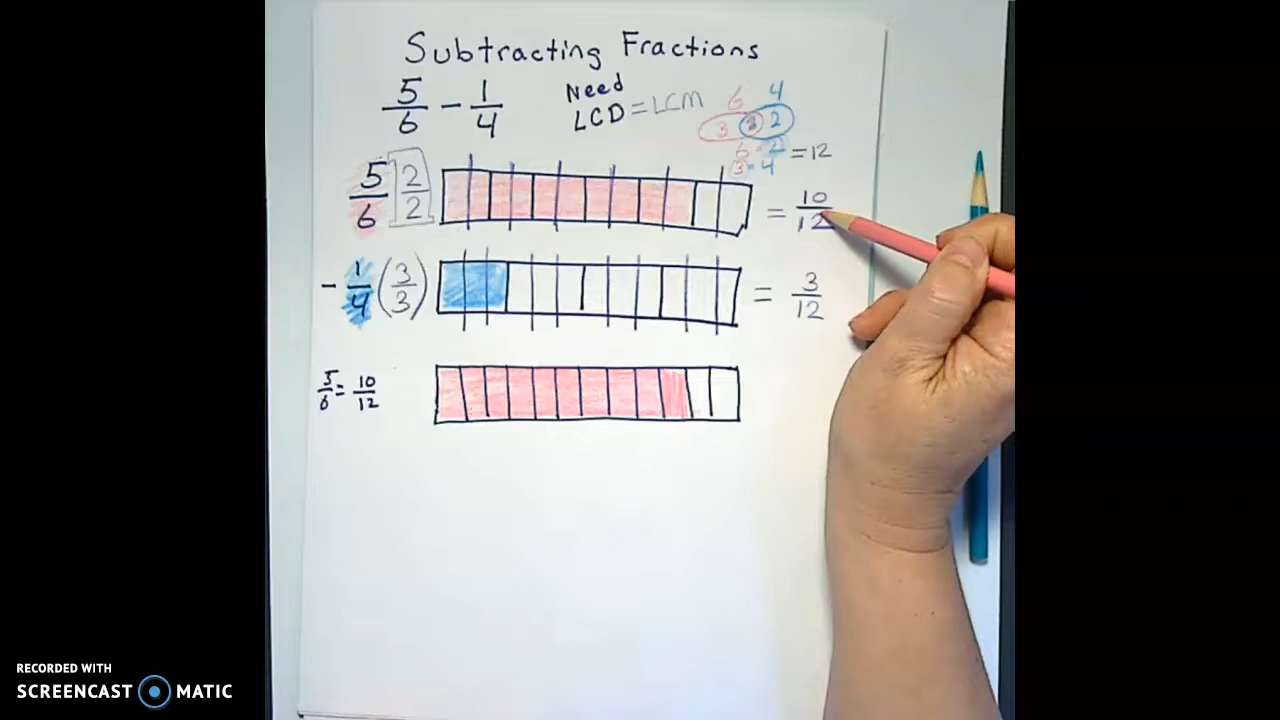 Subtracting Fractions
5/6 - 1/4
Need
LCD = LCM
6 4
3 2 2
6 · 2 = 12
3 · 4
5/6 2/2 = 10/12
- 1/4 (3/3) = 3/12
5/6 = 10/12
RECORDED WITH
SCREENCAST MATIC